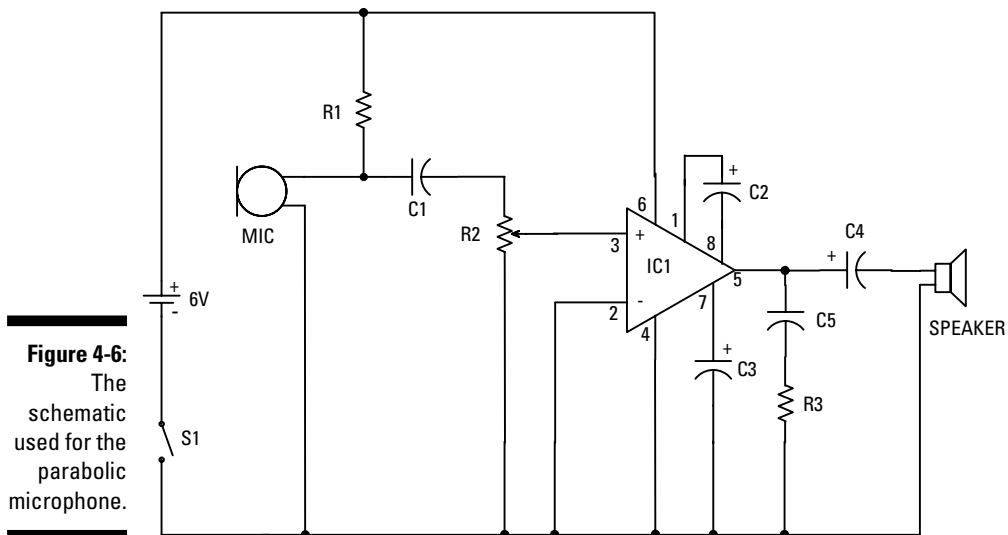 R1
C1
MIC
R2
6
3
+
IC1
-
2
4
1
8
7
5
+
C2
+
C3
+
C4
C5
R3
SPEAKER
+
6V
-
S1
Figure 4-6:
The
schematic
used for the
parabolic
microphone.